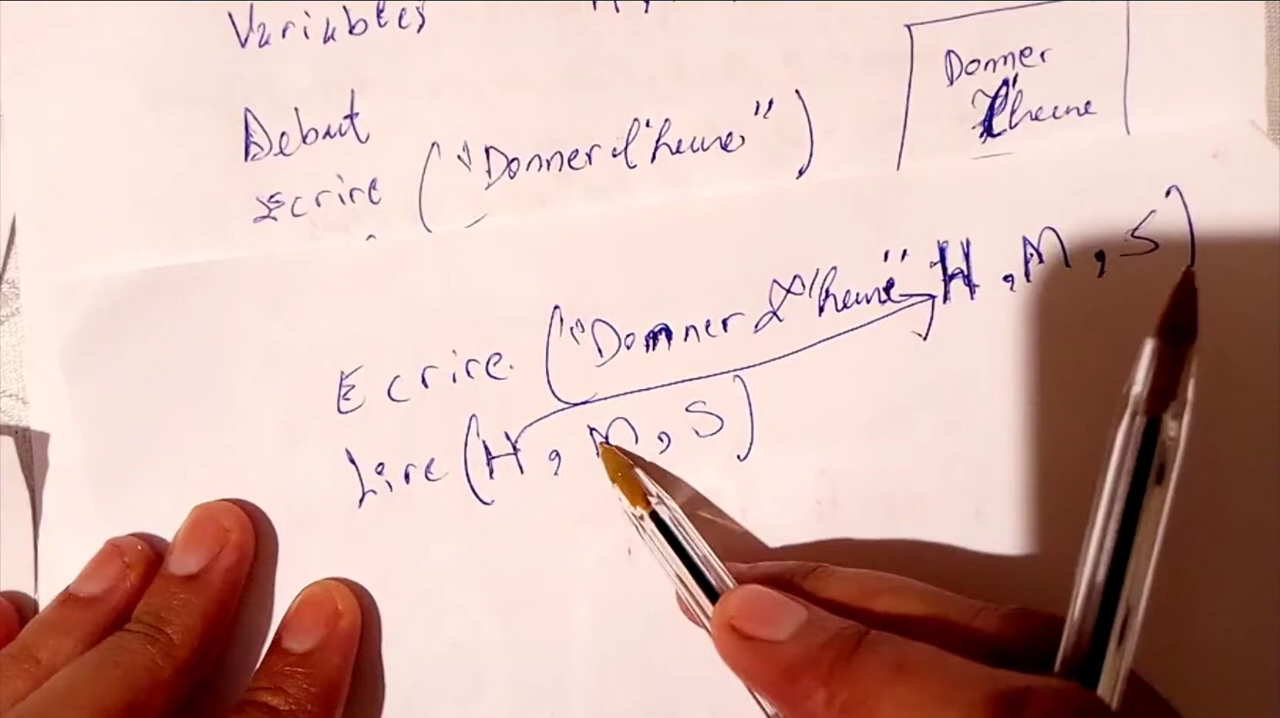 Variables
Debut
Ecrire ("Donner l'heure")
Donner
l'heure
Ecrire ("Donner l'heure" H, M, S)
Lire (H, M, S)